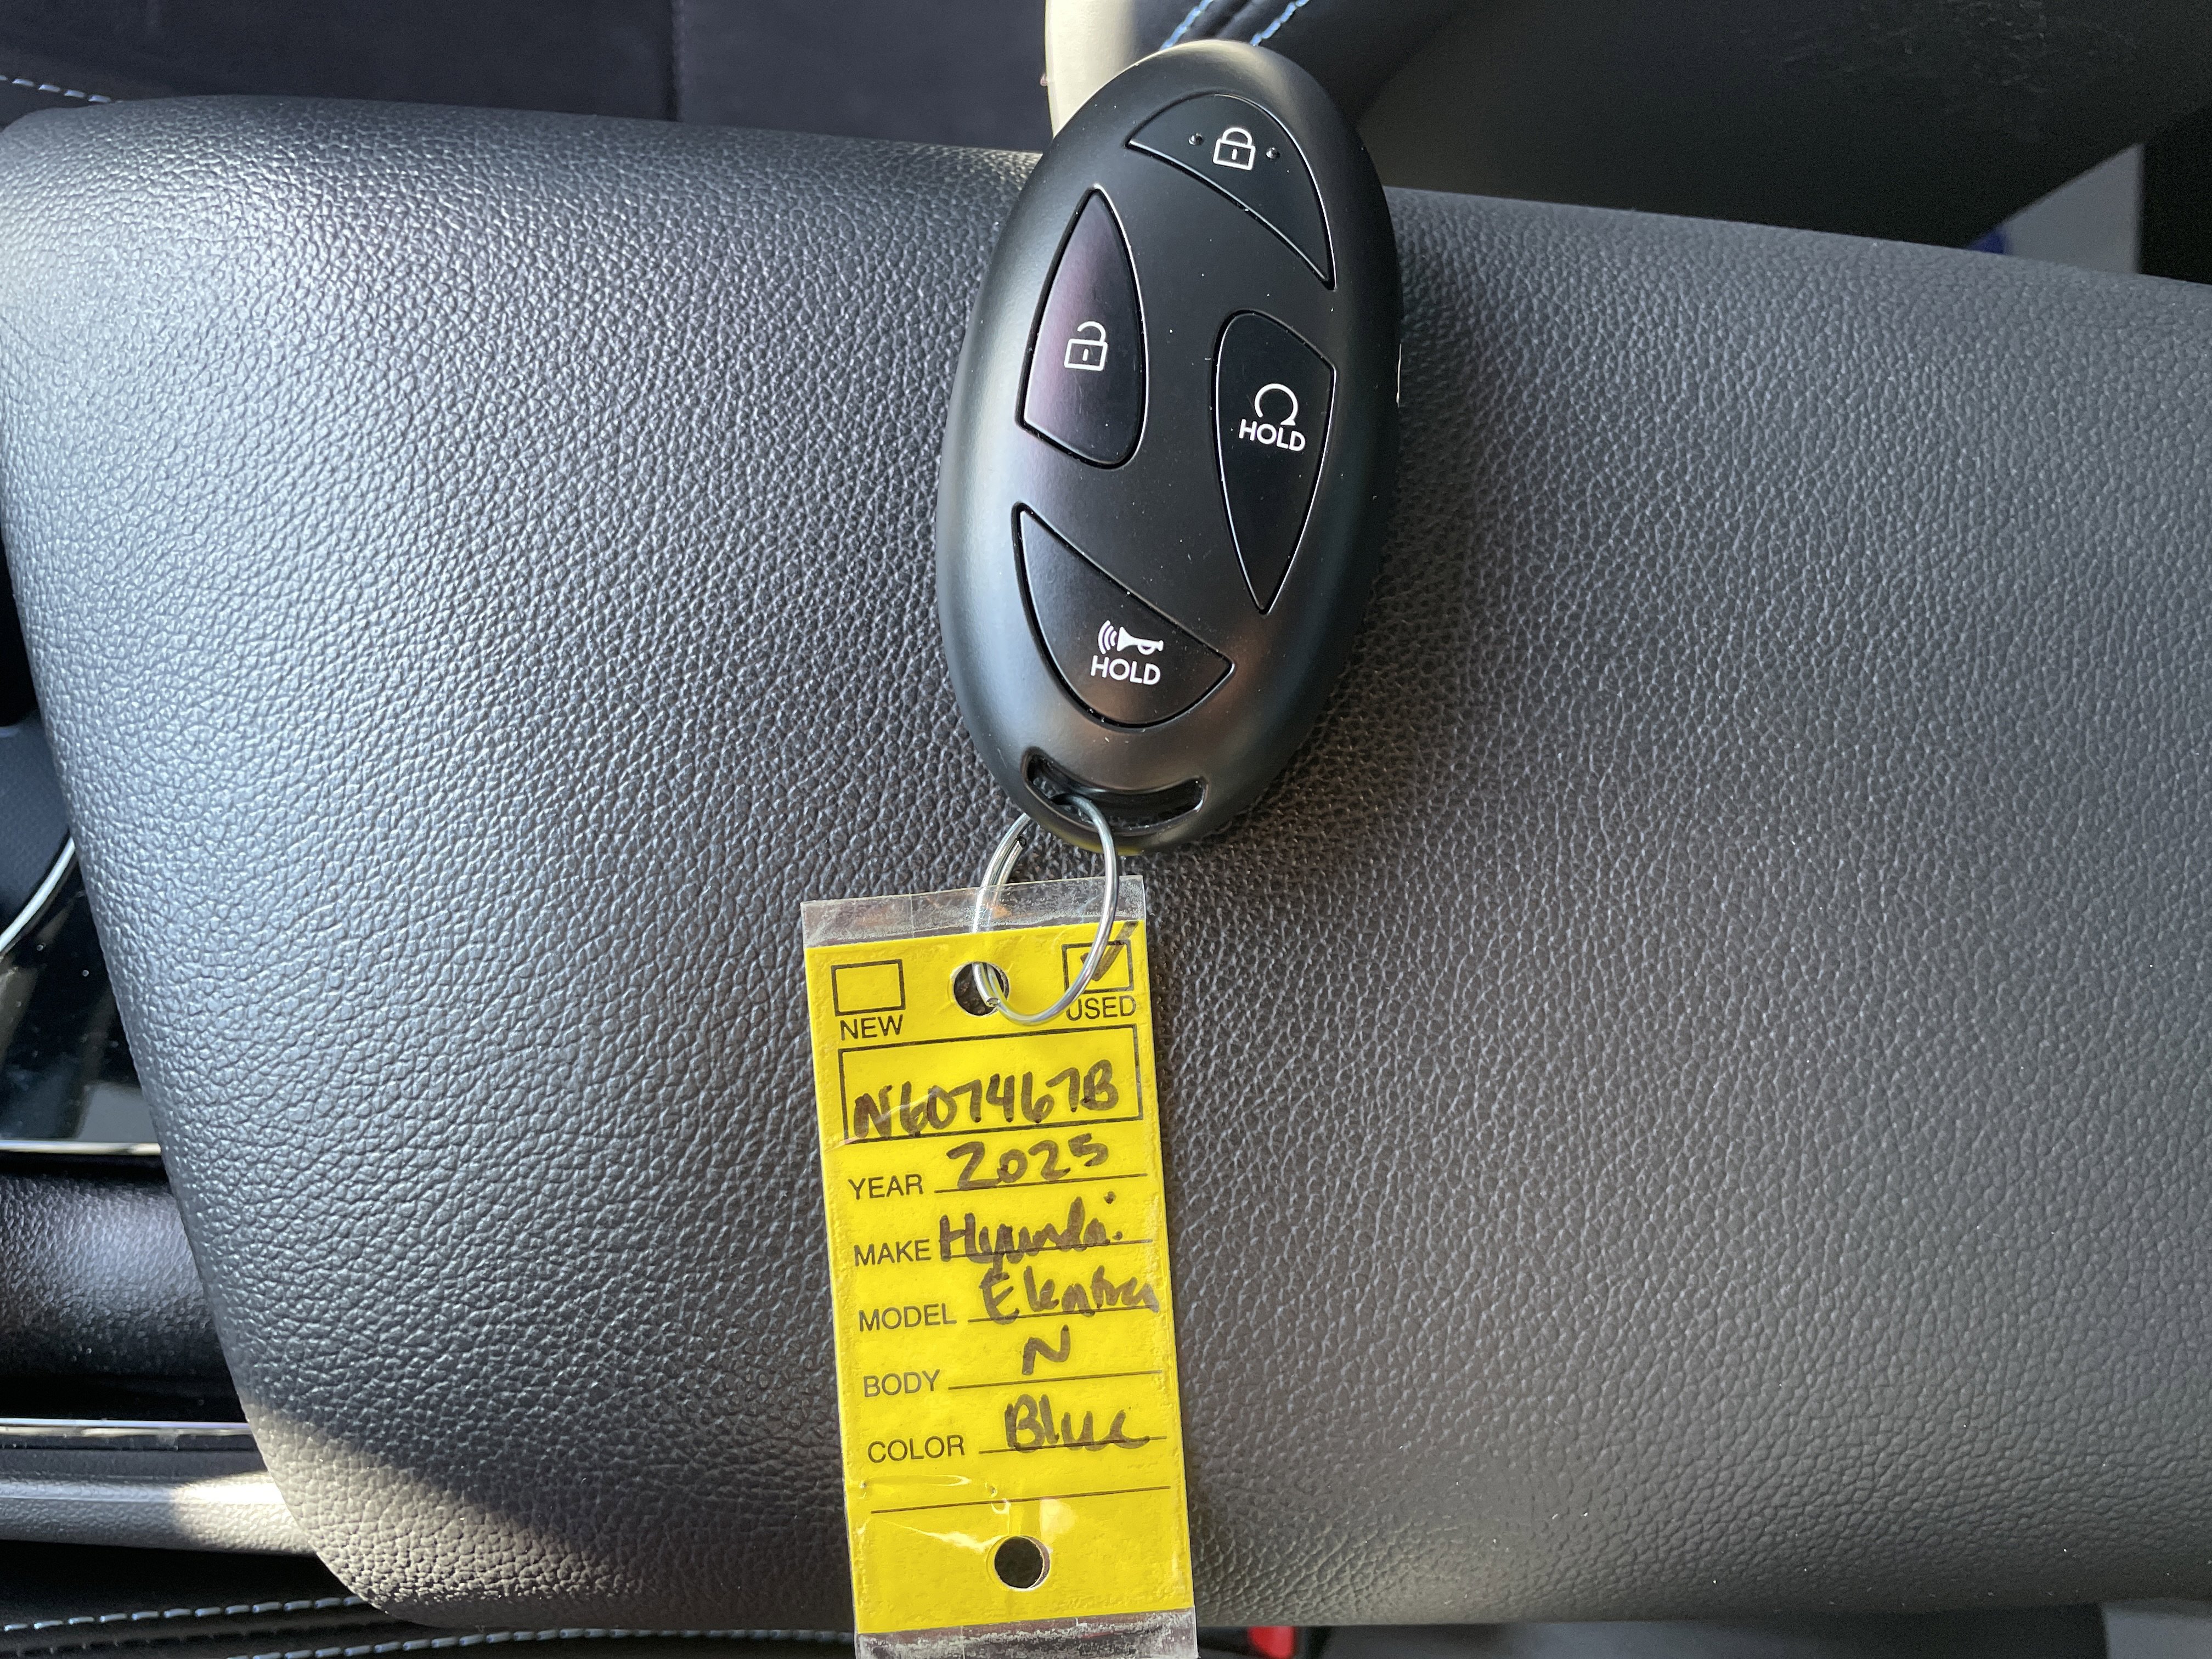 HOLD
HOLD
NEW USED
N607467B
YEAR 2025
MAKE Hyundai
MODEL Elantra
BODY N
COLOR Blue